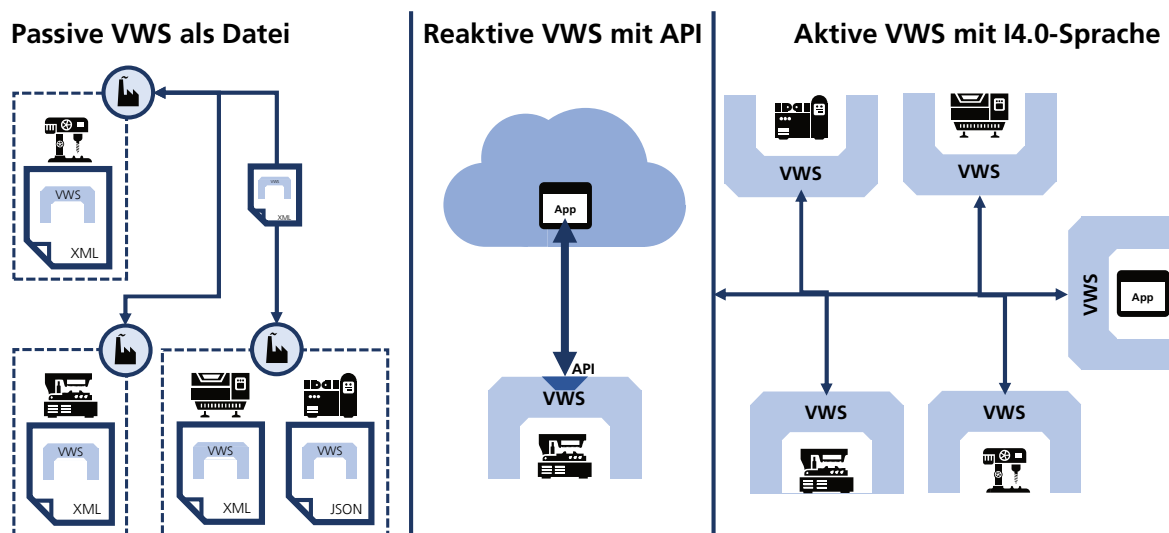 Passive VWS als Datei
VWS
XML
VWS
XML
VWS
XML
VWS
XML
VWS
JSON
Reaktive VWS mit API
App
API
VWS
Aktive VWS mit I4.0-Sprache
VWS
VWS
VWS
App
VWS
VWS